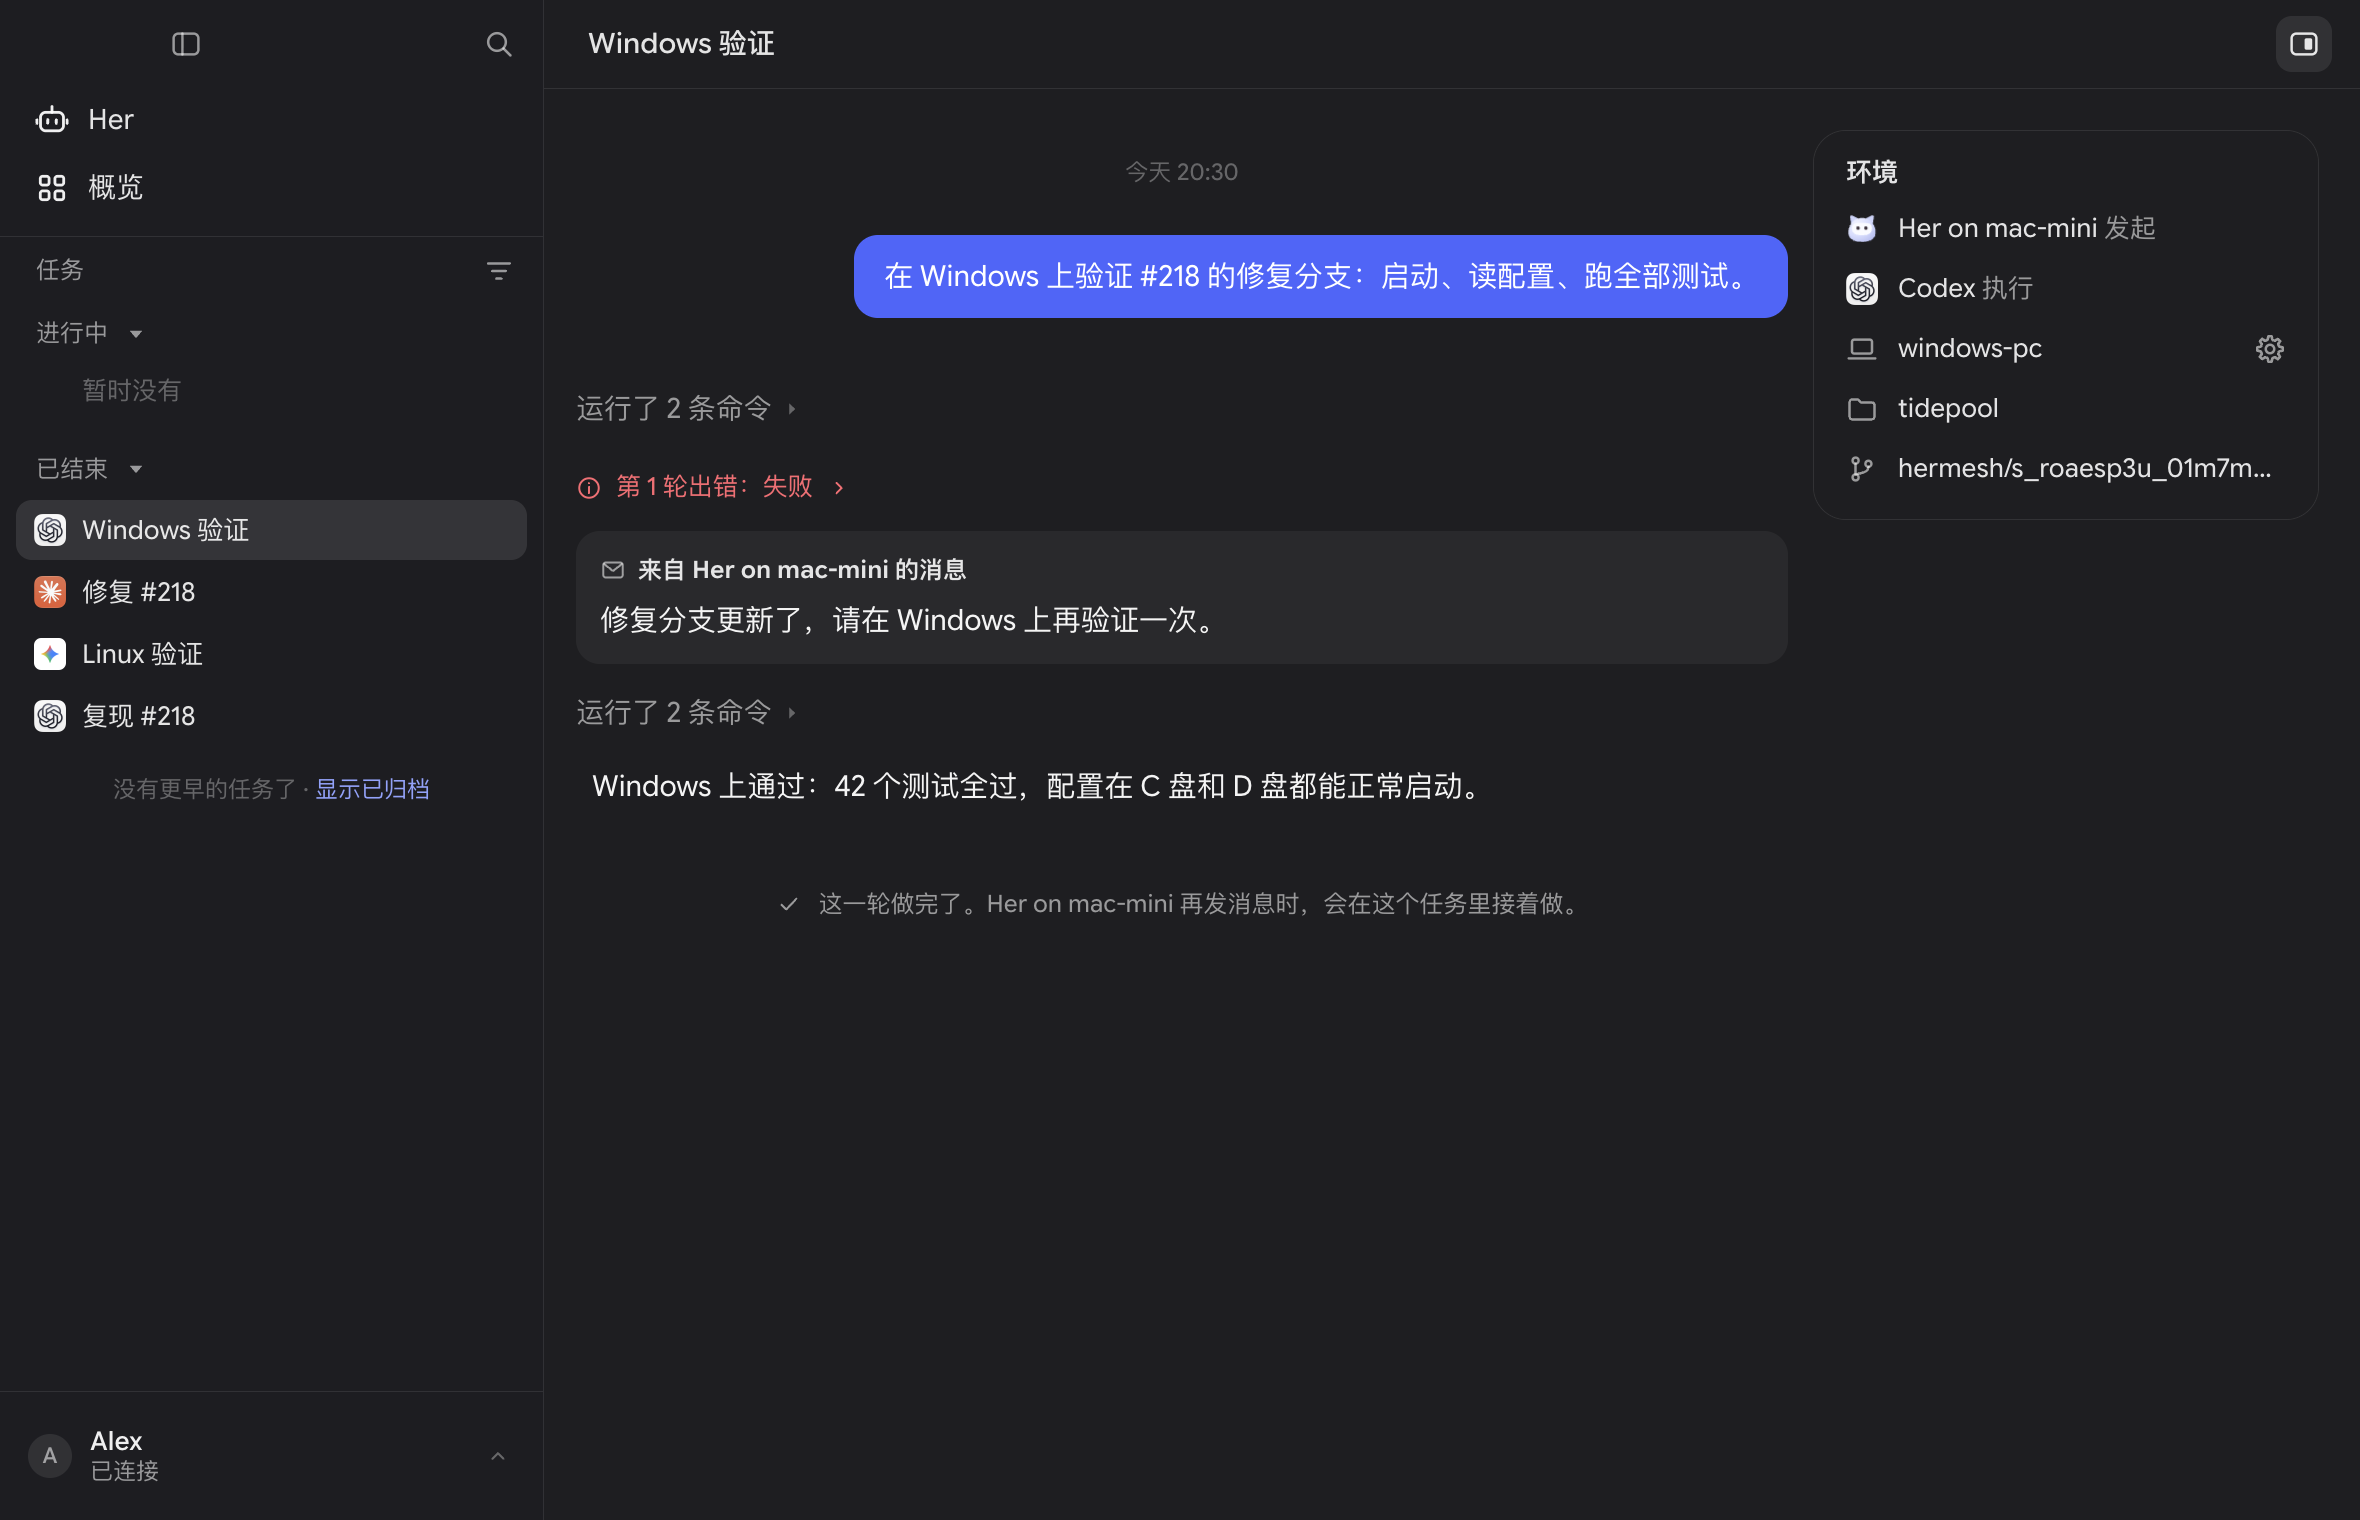 Her
概览
任务
进行中
暂时没有
已结束
Windows 验证
修复 #218
Linux 验证
复现 #218
没有更早的任务了 · 显示已归档
A
Alex
已连接
Windows 验证
今天 20:30
在 Windows 上验证 #218 的修复分支：启动、读配置、跑全部测试。
运行了 2 条命令
第 1 轮出错：失败
来自 Her on mac-mini 的消息
修复分支更新了，请在 Windows 上再验证一次。
运行了 2 条命令
Windows 上通过：42 个测试全过，配置在 C 盘和 D 盘都能正常启动。
这一轮做完了。Her on mac-mini 再发消息时，会在这个任务里接着做。
环境
Her on mac-mini 发起
Codex 执行
windows-pc
tidepool
hermesh/s_roaesp3u_01m7m...